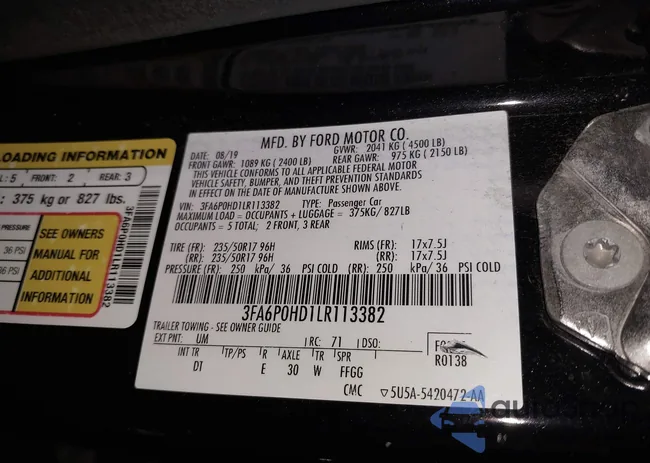 LOADING INFORMATION
L: 5 FRONT: 2 REAR: 3
: 375 kg or 827 lbs.
PRESSURE
36 PSI
36 PSI
SEE OWNERS
MANUAL FOR
ADDITIONAL
INFORMATION
3FA6P0HD1LR113382
MFD. BY FORD MOTOR CO.
DATE: 08/19 GVWR: 2041 KG ( 4500 LB)
FRONT GAWR: 1089 KG ( 2400 LB) REAR GAWR: 975 KG ( 2150 LB)
THIS VEHICLE CONFORMS TO ALL APPLICABLE FEDERAL MOTOR
VEHICLE SAFETY, BUMPER, AND THEFT PREVENTION STANDARDS
IN EFFECT ON THE DATE OF MANUFACTURE SHOWN ABOVE.
VIN: 3FA6P0HD1LR113382 TYPE: Passenger Car
MAXIMUM LOAD = OCCUPANTS + LUGGAGE = 375KG/ 827LB
OCCUPANTS = 5 TOTAL; 2 FRONT, 3 REAR
TIRE (FR): 235/50R17 96H RIMS (FR): 17x7.5J
(RR): 235/50R17 96H (RR): 17x7.5J
PRESSURE (FR): 250 kPa/ 36 PSI COLD (RR): 250 kPa/ 36 PSI COLD
3FA6P0HD1LR113382
TRAILER TOWING - SEE OWNER GUIDE
EXT PNT: UM RC: 71 DSO: R0138
INT TR TP/PS R AXLE TR SPR
DT E 30 W FFGG
CMC ▽5U5A-5420472-AA